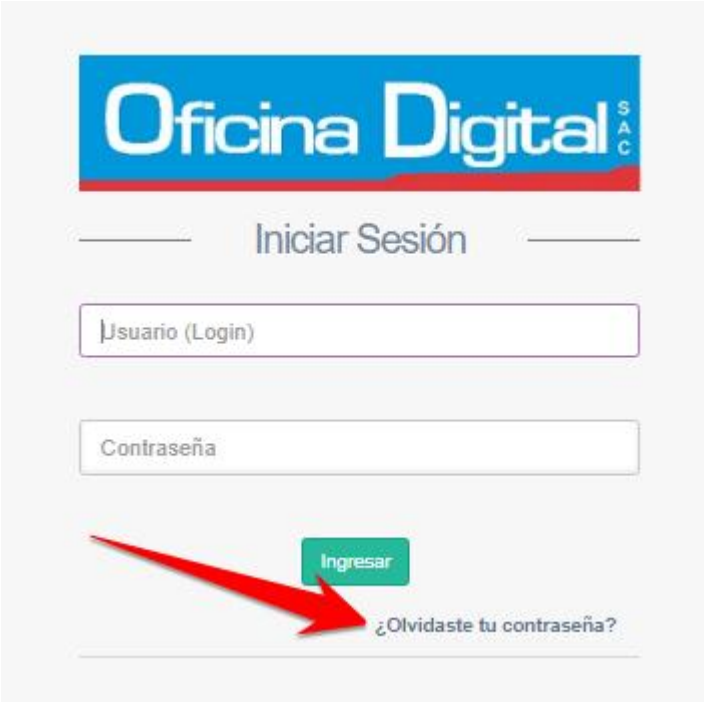 Oficina Digital SAC
Iniciar Sesión
Usuario (Login)
Contraseña
Ingresar
¿Olvidaste tu contraseña?